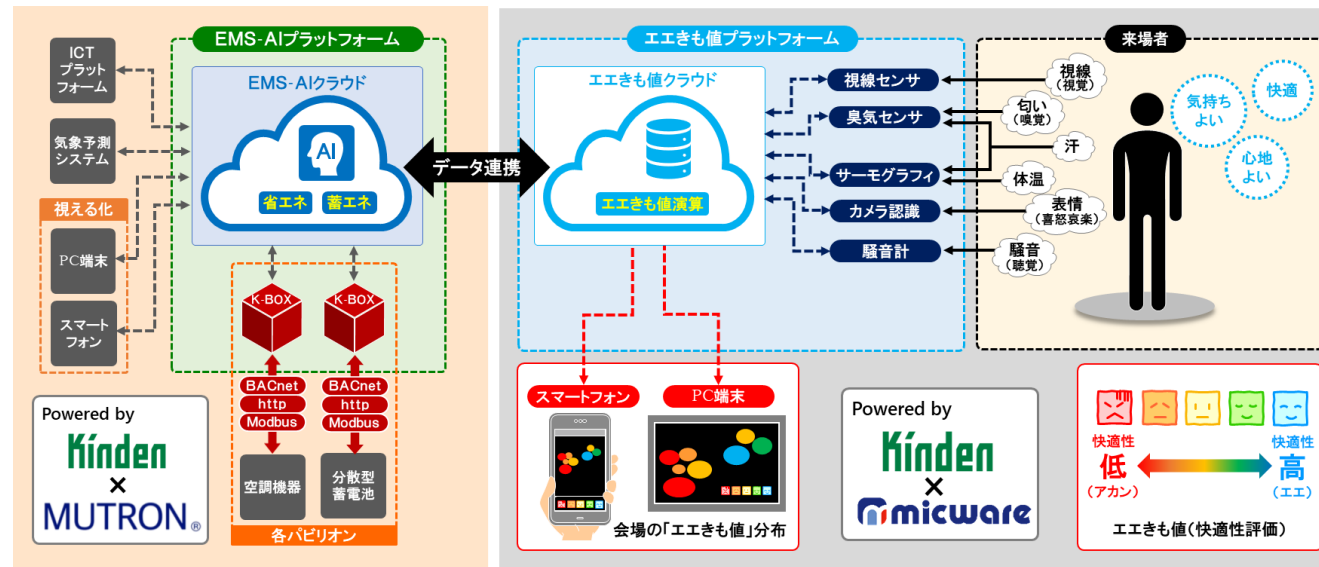 EMS-AIプラットフォーム
ICT
プラット
フォーム
気象予測
システム
視える化
PC端末
スマート
フォン
EMS-AIクラウド
AI
省エネ
蓄エネ
データ連携
K-BOX
K-BOX
BACnet
http
Modbus
BACnet
http
Modbus
空調機器
分散型
蓄電池
各パビリオン
Powered by
Kinden
×
MUTRON®
エエきも値プラットフォーム
エエきも値クラウド
エエきも値演算
視線センサ
臭気センサ
サーモグラフィ
カメラ認識
騒音計
来場者
視線
(視覚)
匂い
(嗅覚)
汗
体温
表情
(喜怒哀楽)
騒音
(聴覚)
気持ち
よい
快適
心地
よい
スマートフォン
PC端末
会場の「エエきも値」分布
Powered by
Kinden
×
micware
快適性
低
(アカン)
快適性
高
(エエ)
エエきも値(快適性評価)